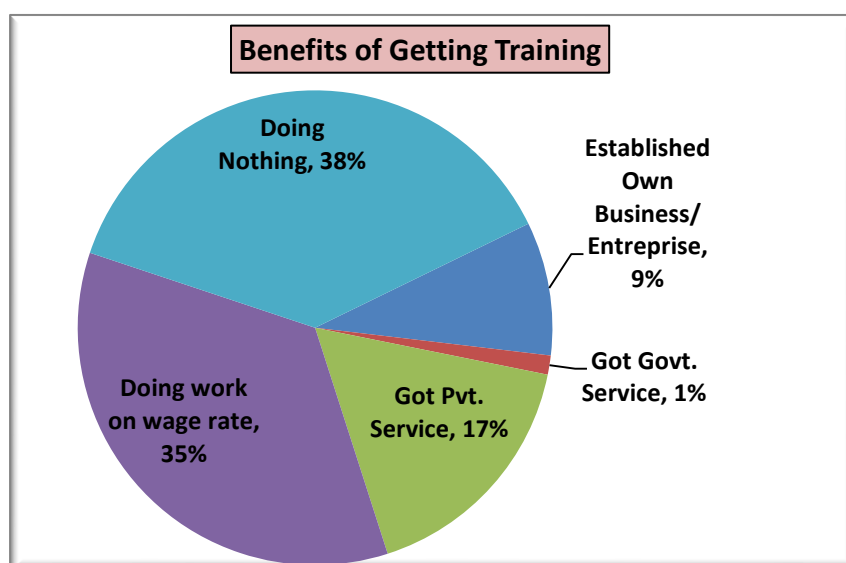 Benefits of Getting Training
Doing
Nothing, 38%
Established
Own
Business/
Entreprise,
9%
Got Govt.
Service, 1%
Got Pvt.
Service, 17%
Doing work
on wage rate,
35%